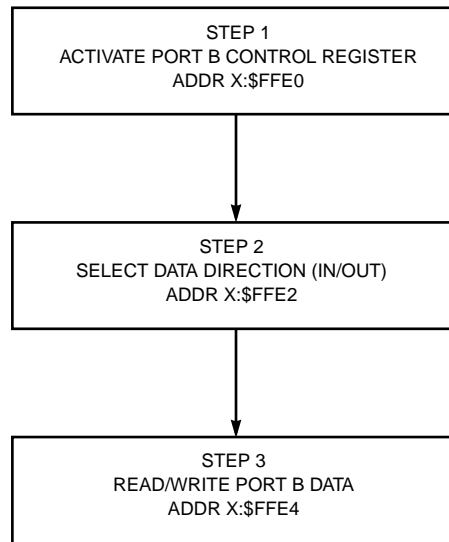 STEP 1
ACTIVATE PORT B CONTROL REGISTER
ADDR X:$FFE0
STEP 2
SELECT DATA DIRECTION (IN/OUT)
ADDR X:$FFE2
STEP 3
READ/WRITE PORT B DATA
ADDR X:$FFE4